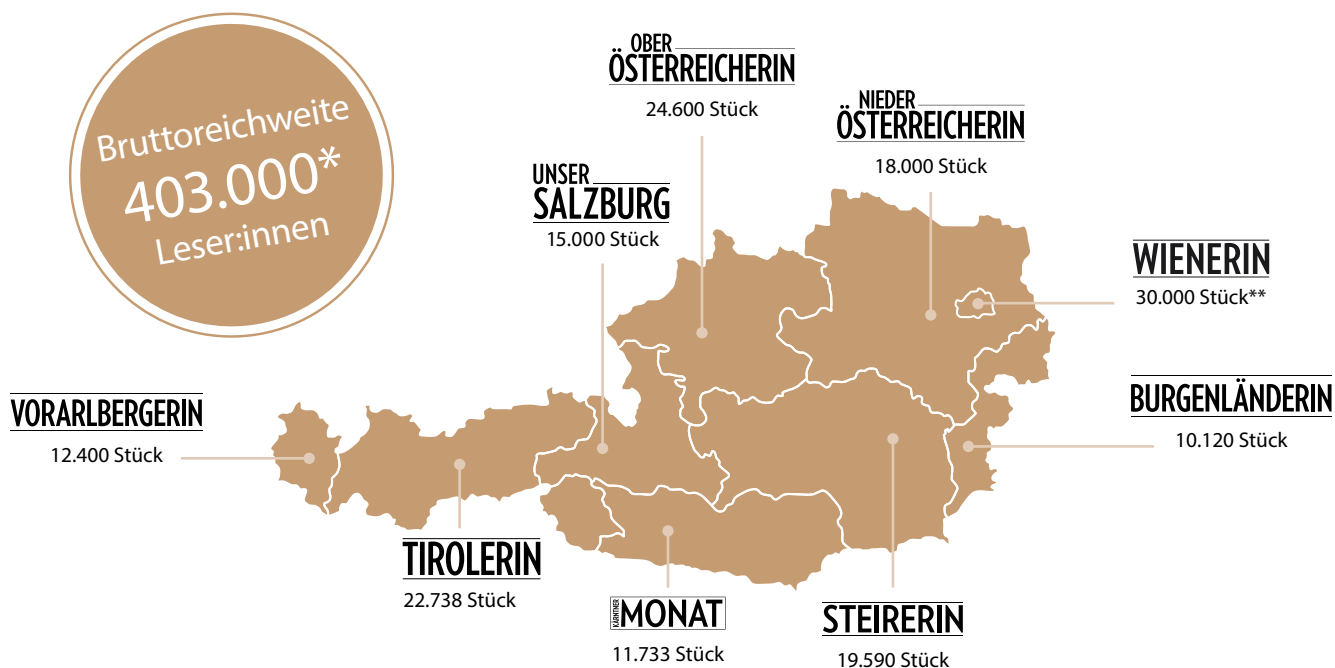 Bruttoreichweite
403.000*
Leser:innen
OBER
ÖSTERREICHERIN
24.600 Stück
NIEDER
ÖSTERREICHERIN
18.000 Stück
UNSER
SALZBURG
15.000 Stück
WIENERIN
30.000 Stück**
VORARLBERGERIN
12.400 Stück
BURGENLÄNDERIN
10.120 Stück
TIROLERIN
22.738 Stück
KÄRNTNER
MONAT
11.733 Stück
STEIRERIN
19.590 Stück